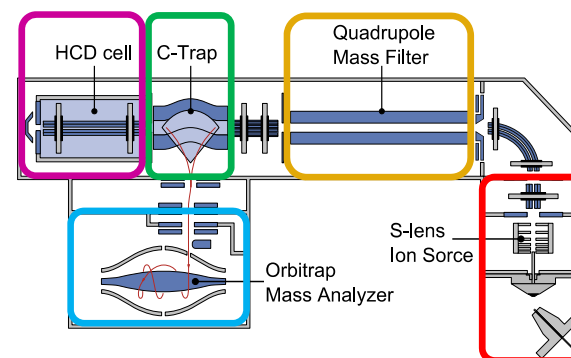 HCD cell
C-Trap
Quadrupole
Mass Filter
S-lens
Ion Sorce
Orbitrap
Mass Analyzer